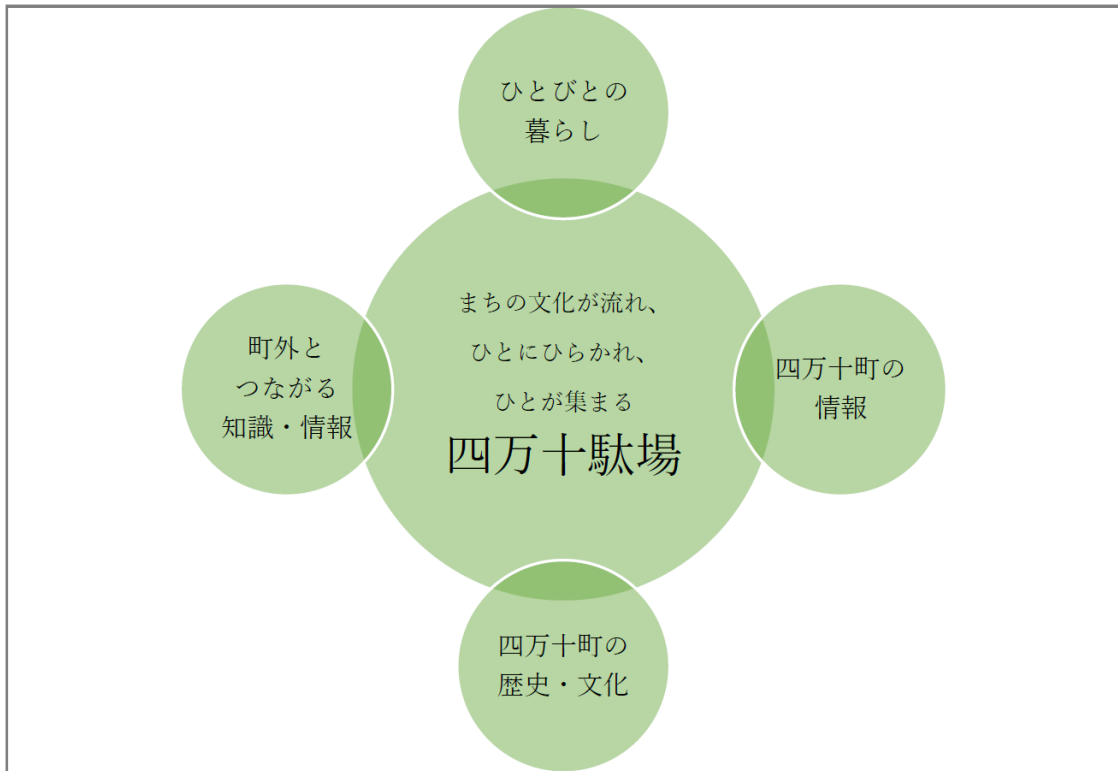 ひとびとの
暮らし
まちの文化が流れ、
ひとにひらかれ、
ひとが集まる
四万十駄場
町外と
つながる
知識・情報
四万十町の
情報
四万十町の
歴史・文化